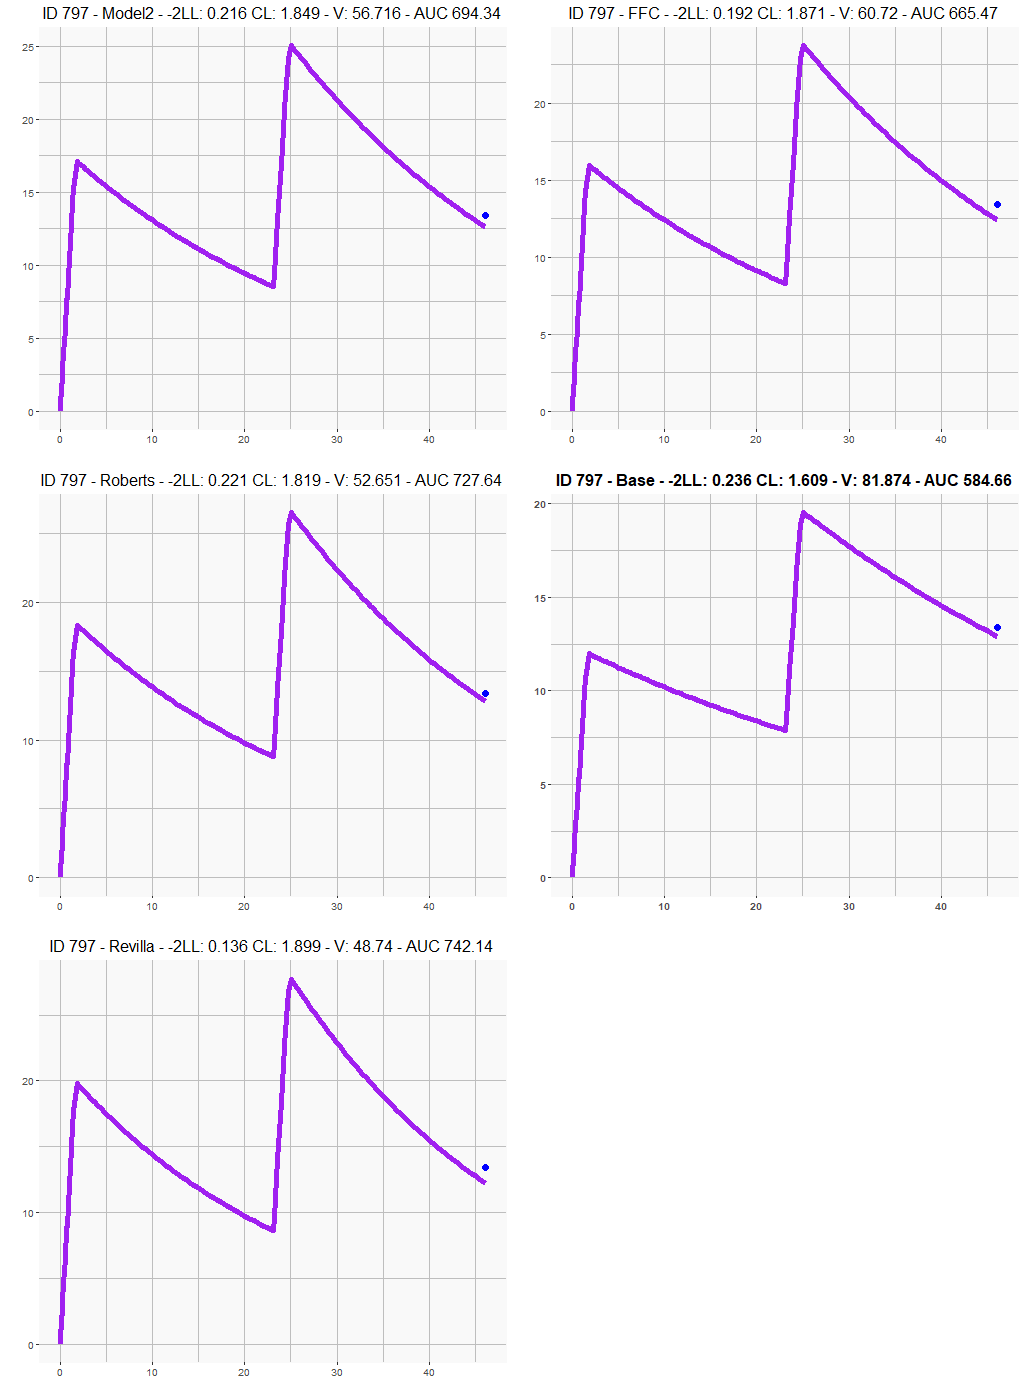 ID 797 - Model2 - -2LL: 0.216 CL: 1.849 - V: 56.716 - AUC 694.34
25
20
15
10
5
0
0 10 20 30 40
ID 797 - FFC - -2LL: 0.192 CL: 1.871 - V: 60.72 - AUC 665.47
20
15
10
5
0
0 10 20 30 40
ID 797 - Roberts - -2LL: 0.221 CL: 1.819 - V: 52.651 - AUC 727.64
20
10
0
0 10 20 30 40
ID 797 - Base - -2LL: 0.236 CL: 1.609 - V: 81.874 - AUC 584.66
20
15
10
5
0
0 10 20 30 40
ID 797 - Revilla - -2LL: 0.136 CL: 1.899 - V: 48.74 - AUC 742.14
20
10
0
0 10 20 30 40